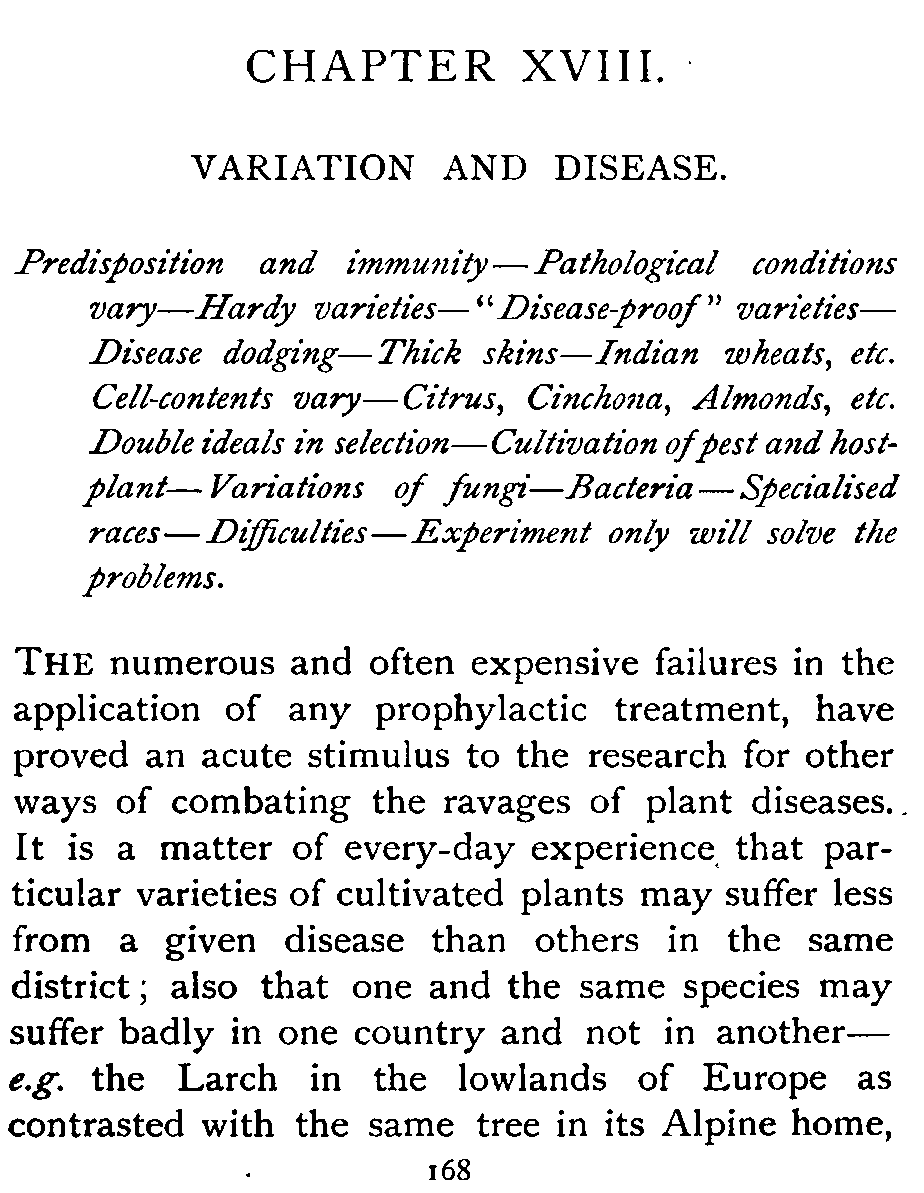 CHAPTER XVIII.
VARIATION AND DISEASE.
Predisposition and immunity—Pathological conditions
vary—Hardy varieties—“Disease-proof” varieties—
Disease dodging—Thick skins—Indian wheats, etc.
Cell-contents vary—Citrus, Cinchona, Almonds, etc.
Double ideals in selection—Cultivation of pest and host-
plant—Variations of fungi—Bacteria—Specialised
races—Difficulties—Experiment only will solve the
problems.
THE numerous and often expensive failures in the
application of any prophylactic treatment, have
proved an acute stimulus to the research for other
ways of combating the ravages of plant diseases.
It is a matter of every-day experience that par-
ticular varieties of cultivated plants may suffer less
from a given disease than others in the same
district; also that one and the same species may
suffer badly in one country and not in another—
e.g. the Larch in the lowlands of Europe as
contrasted with the same tree in its Alpine home,
168